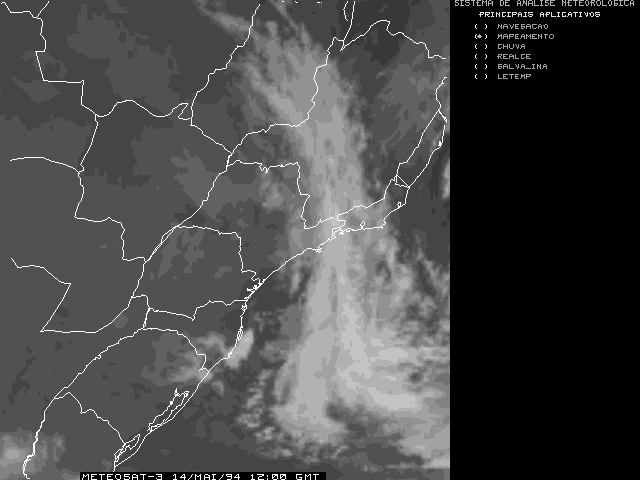 SISTEMA DE ANALISE METEOROLOGICA
PRINCIPAIS APLICATIVOS
( ) NAVEGACAO
(*) MAPEAMENTO
( ) CHUVA
( ) REALCE
( ) SALVA_INA
( ) LETEMP
METEOSAT-3 14/MAI/94 12:00 GMT